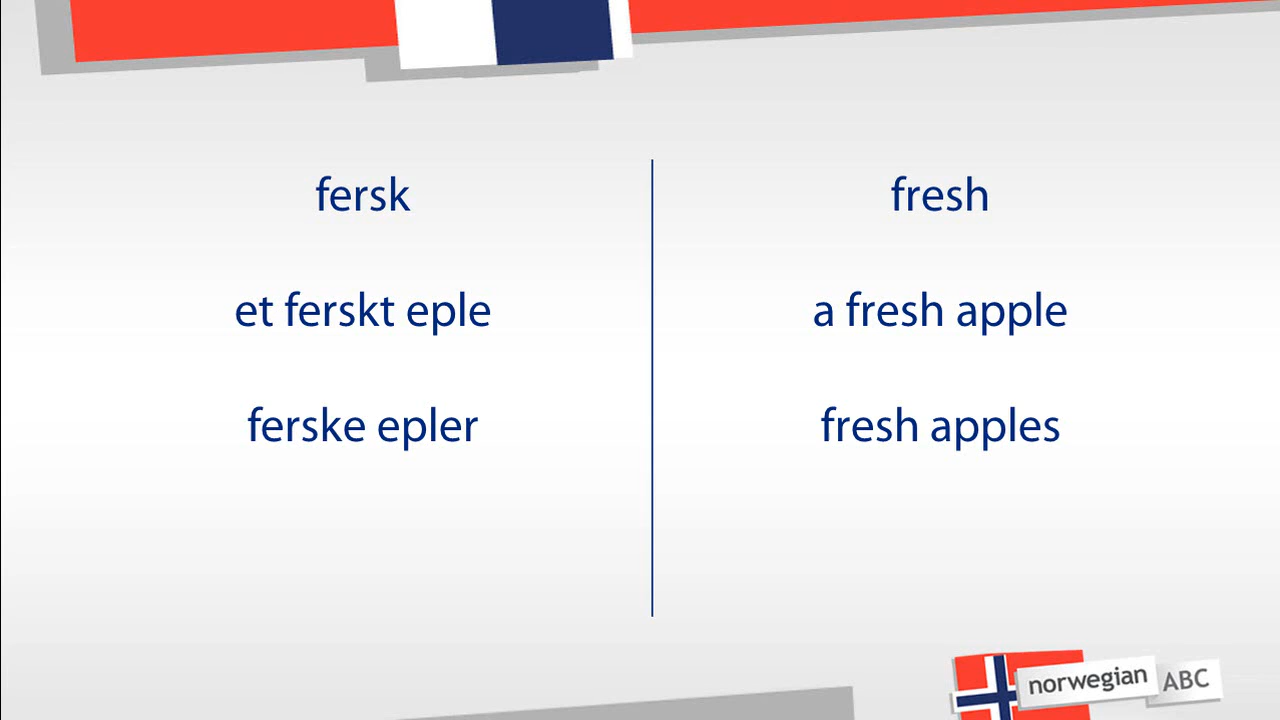 fersk
fresh
et ferskt eple
a fresh apple
ferske epler
fresh apples
norwegian ABC